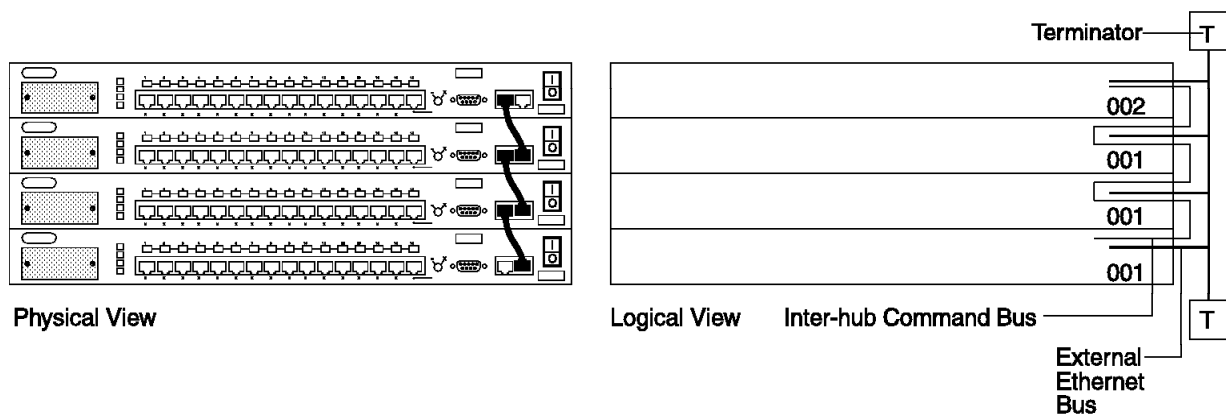 Terminator
T
002
001
001
001
Physical View
Logical View
Inter-hub Command Bus
T
External
Ethernet
Bus